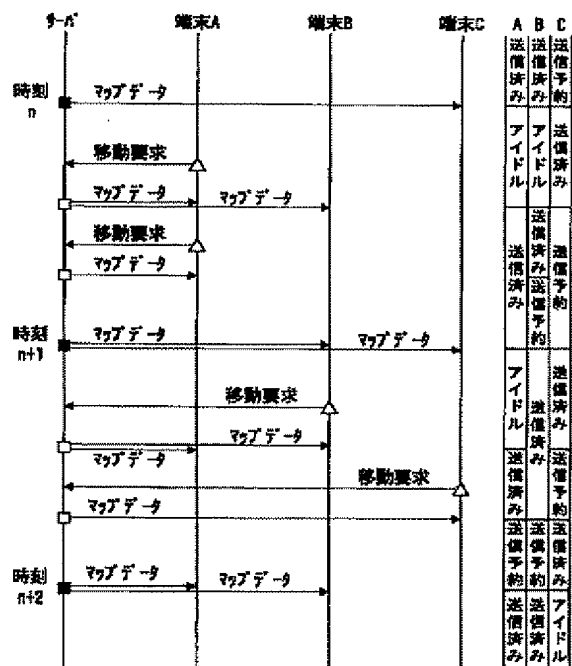 サーバ 端末A 端末B 端末C A B C
送信済み 送信済み 送信予約
時刻n マップデータ
アイドル アイドル 送信済み
移動要求
マップデータ マップデータ
送信済み 送信済み 送信予約
移動要求
マップデータ
送信予約
時刻n+1 マップデータ マップデータ
アイドル 送信済み 送信済み
移動要求
マップデータ マップデータ
送信済み 送信予約
移動要求
マップデータ
送信予約 送信予約 送信済み
時刻n+2 マップデータ マップデータ
送信済み 送信済み アイドル